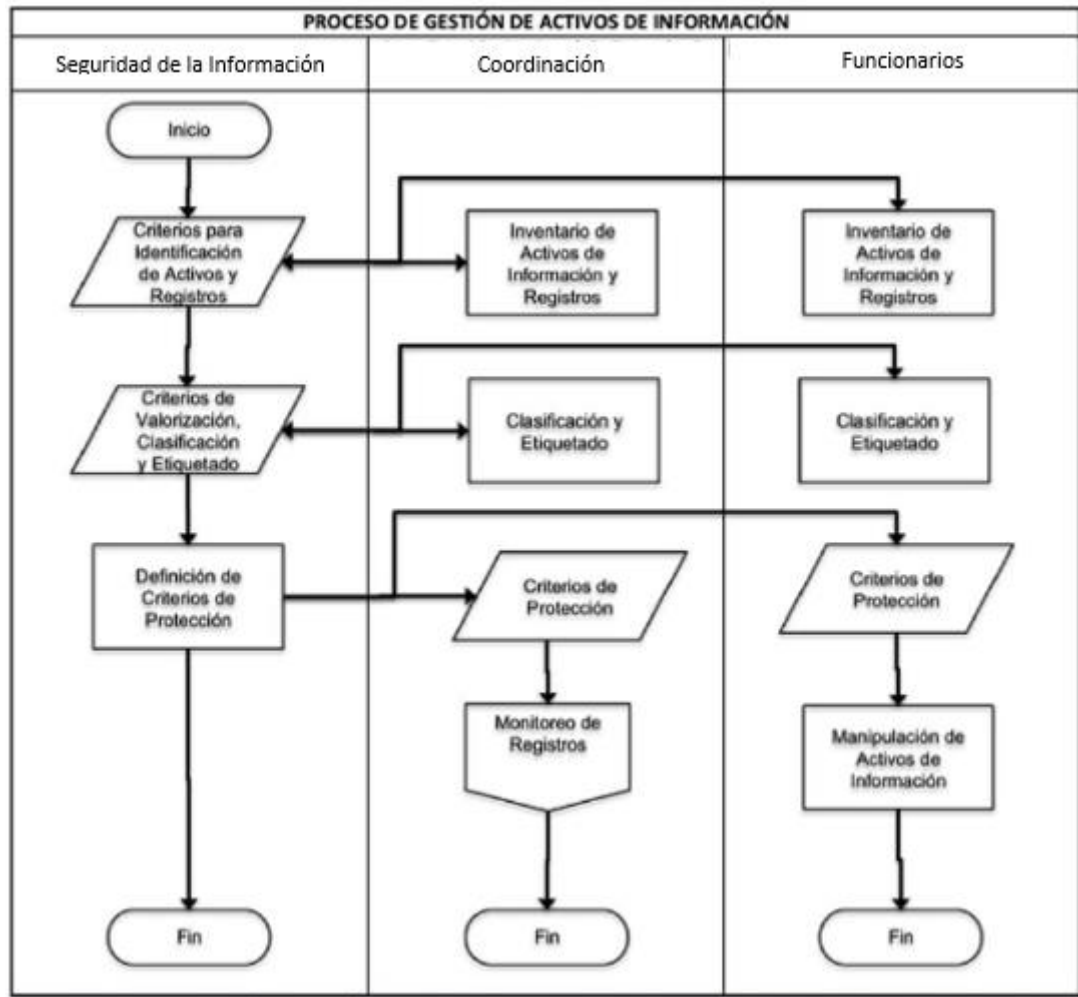 PROCESO DE GESTIÓN DE ACTIVOS DE INFORMACIÓN
Seguridad de la Información
Coordinación
Funcionarios
Inicio
Criterios para
Identificación
de Activos y
Registros
Inventario de
Activos de
Información y
Registros
Inventario de
Activos de
Información y
Registros
Criterios de
Valorización,
Clasificación
y Etiquetado
Clasificación y
Etiquetado
Clasificación y
Etiquetado
Definición de
Criterios de
Protección
Criterios de
Protección
Criterios de
Protección
Monitoreo de
Registros
Manipulación de
Activos de
Información
Fin
Fin
Fin